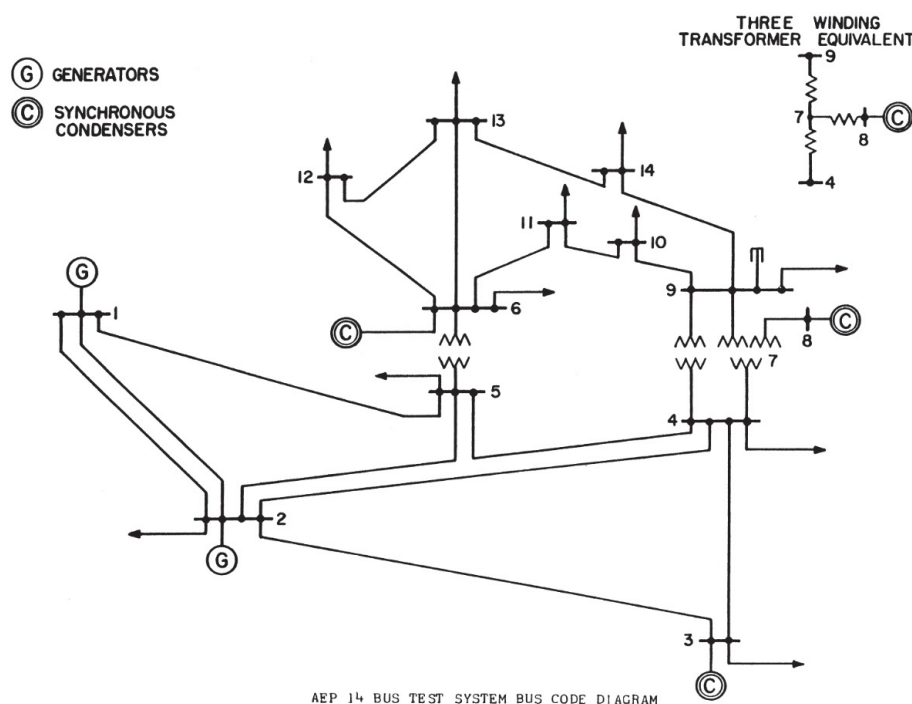 THREE WINDING
TRANSFORMER EQUIVALENT
9
7
C
8
4
G GENERATORS
C SYNCHRONOUS
CONDENSERS
13
12
14
11
10
G
1
6
9
C
C
8
7
5
4
2
G
3
C
AEP 14 BUS TEST SYSTEM BUS CODE DIAGRAM